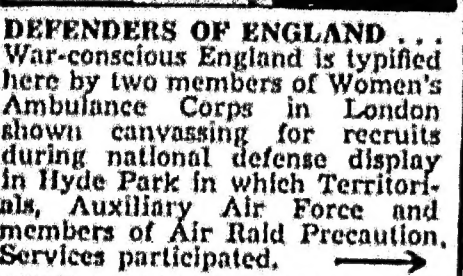 DEFENDERS OF ENGLAND . . .
War-conscious England is typified
here by two members of Women's
Ambulance Corps in London
shown canvassing for recruits
during national defense display
in Hyde Park in which Territori-
als, Auxiliary Air Force and
members of Air Raid Precaution,
Services participated.